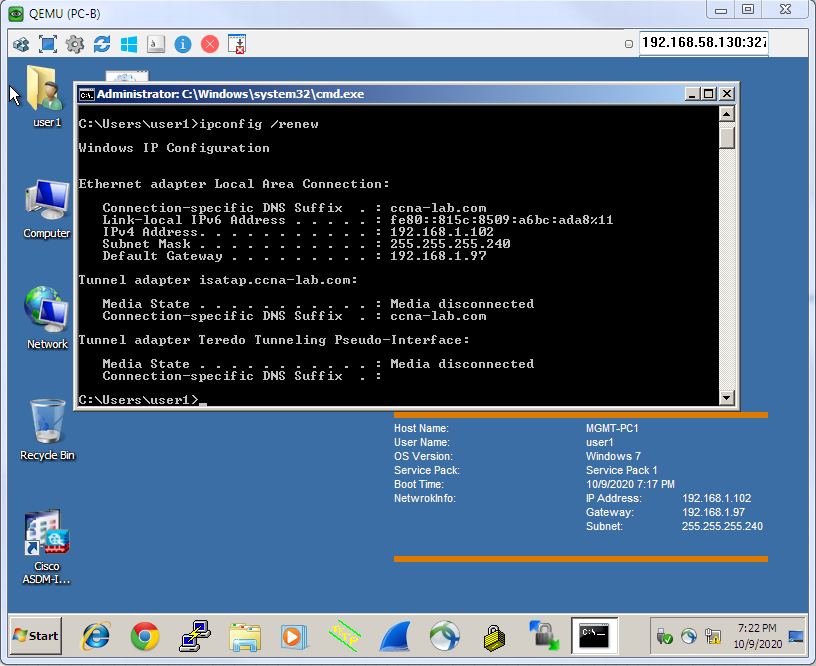 QEMU (PC-B)
192.168.58.130:327
Administrator: C:\Windows\system32\cmd.exe
C:\Users\user1>ipconfig /renew
Windows IP Configuration
Ethernet adapter Local Area Connection:
Connection-specific DNS Suffix . : ccna-lab.com
Link-local IPv6 Address . . . . . : fe80::815c:8509:a6bc:ada8%11
IPv4 Address. . . . . . . . . . . : 192.168.1.102
Subnet Mask . . . . . . . . . . . : 255.255.255.240
Default Gateway . . . . . . . . . : 192.168.1.97
Tunnel adapter isatap.ccna-lab.com:
Media State . . . . . . . . . . . : Media disconnected
Connection-specific DNS Suffix . : ccna-lab.com
Tunnel adapter Teredo Tunneling Pseudo-Interface:
Media State . . . . . . . . . . . : Media disconnected
Connection-specific DNS Suffix . :
C:\Users\user1>_
user1
Computer
Network
Recycle Bin
Cisco
ASDM-I...
Host Name: MGMT-PC1
User Name: user1
OS Version: Windows 7
Service Pack: Service Pack 1
Boot Time: 10/9/2020 7:17 PM
NetwrokInfo: IP Address: 192.168.1.102
Gateway: 192.168.1.97
Subnet: 255.255.255.240
Start
7:22 PM
10/9/2020